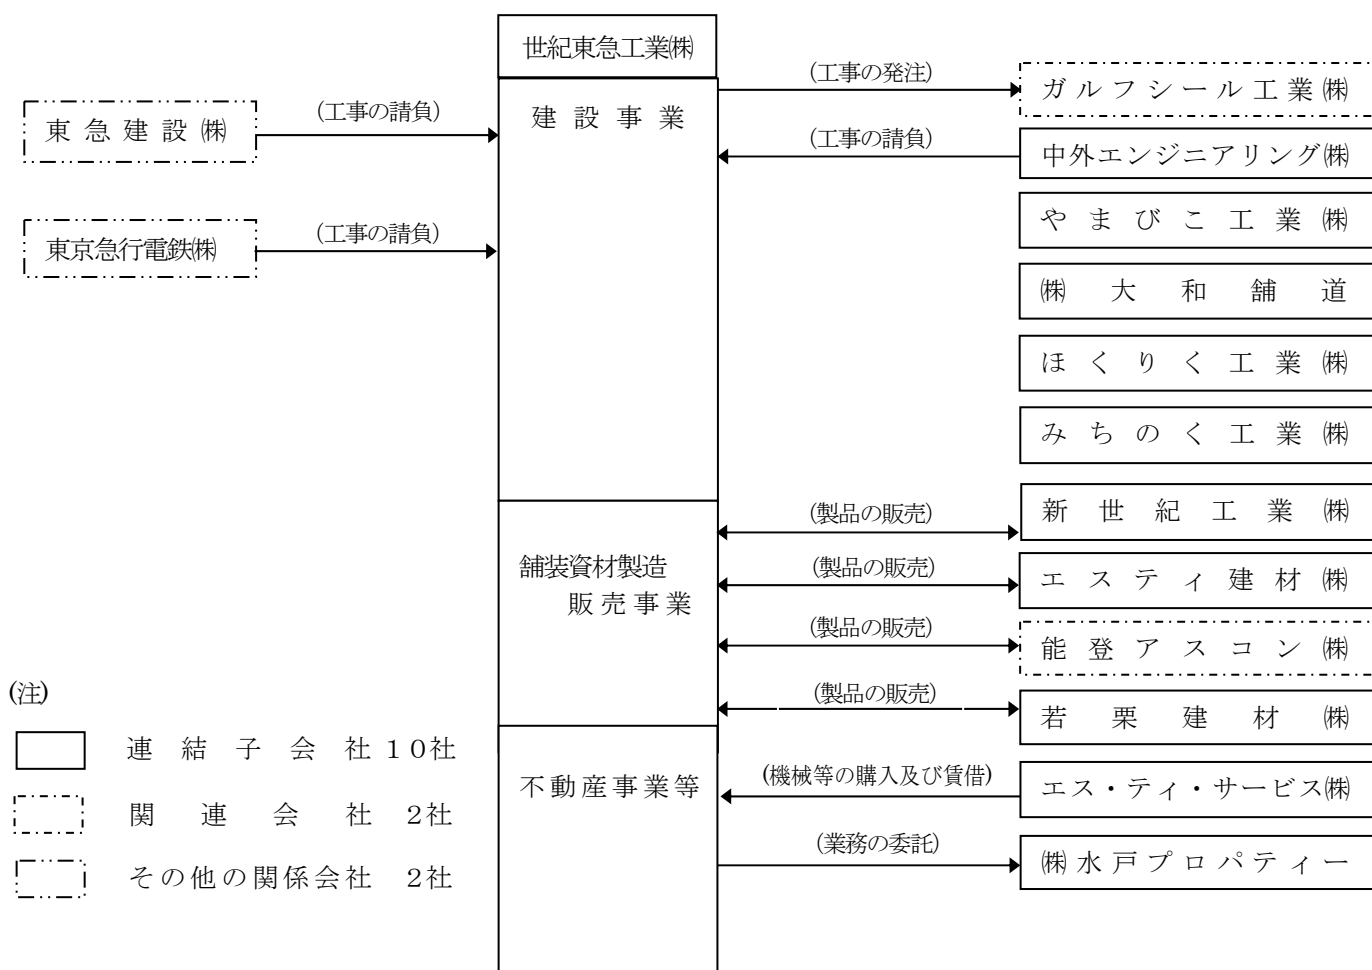 世紀東急工業㈱
(工事の発注)
ガルフシール工業㈱
建設事業
(工事の請負)
東急建設㈱
(工事の請負)
中外エンジニアリング㈱
やまびこ工業㈱
(工事の請負)
東京急行電鉄㈱
㈱大和舗道
ほくりく工業㈱
みちのく工業㈱
(製品の販売)
新世紀工業㈱
舗装資材製造
販売事業
(製品の販売)
エスティ建材㈱
(製品の販売)
能登アスコン㈱
(製品の販売)
若栗建材㈱
不動産事業等
(機械等の購入及び賃借)
エス・ティ・サービス㈱
(業務の委託)
㈱水戸プロパティー
(注)
連結子会社10社
関連会社 2社
その他の関係会社 2社